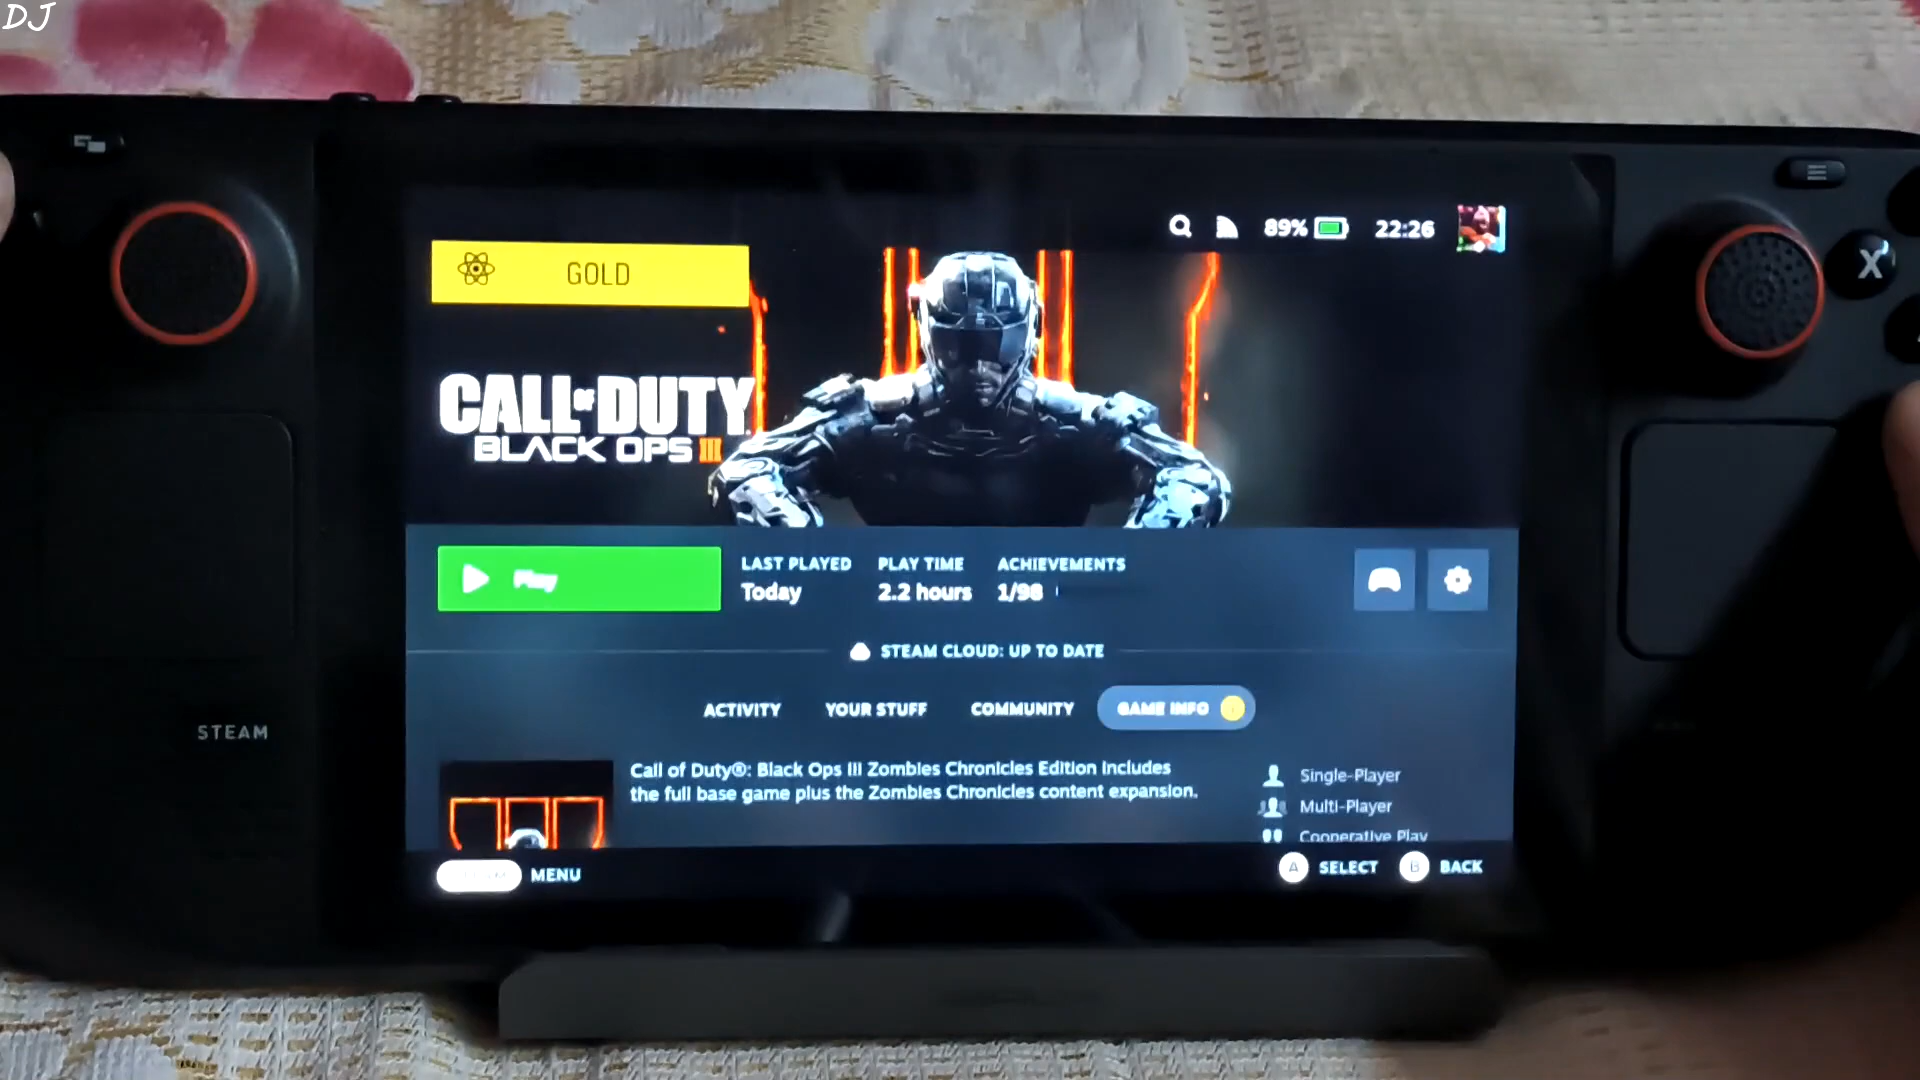 DJ
89% 22:26
GOLD
X
CALL OF DUTY
BLACK OPS III
Play
LAST PLAYED
Today
PLAY TIME
2.2 hours
ACHIEVEMENTS
1/98
STEAM CLOUD: UP TO DATE
ACTIVITY YOUR STUFF COMMUNITY GAME INFO
STEAM
Call of Duty®: Black Ops III Zombies Chronicles Edition includes
the full base game plus the Zombies Chronicles content expansion.
Single-Player
Multi-Player
Cooperative Play
MENU
A SELECT B BACK